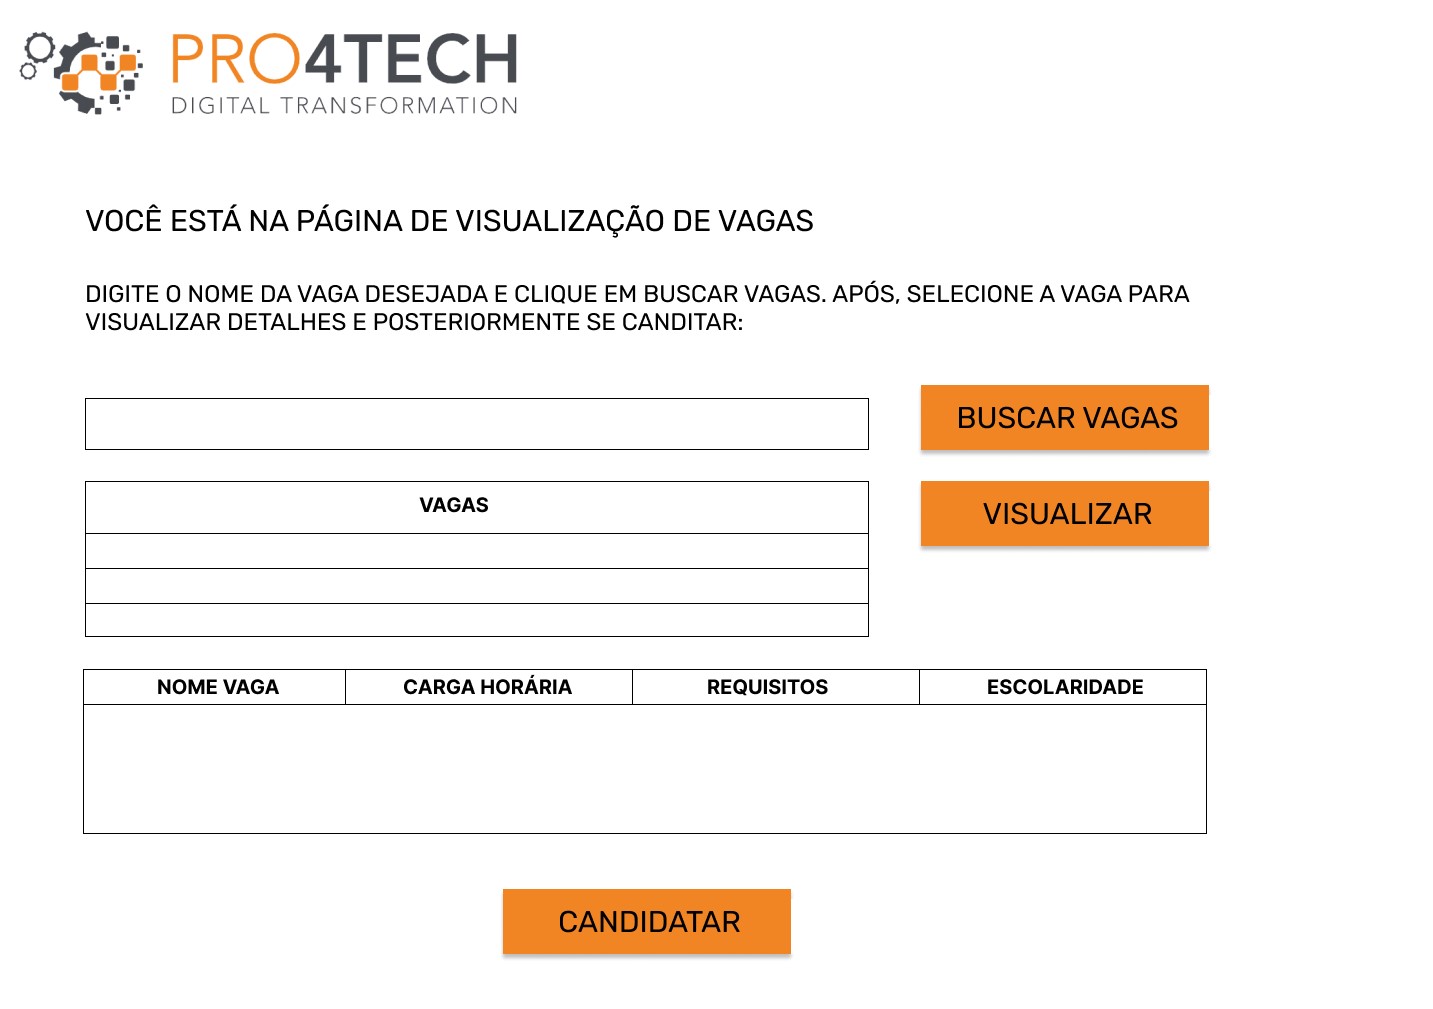 PRO4TECH
DIGITAL TRANSFORMATION
VOCÊ ESTÁ NA PÁGINA DE VISUALIZAÇÃO DE VAGAS
DIGITE O NOME DA VAGA DESEJADA E CLIQUE EM BUSCAR VAGAS. APÓS, SELECIONE A VAGA PARA
VISUALIZAR DETALHES E POSTERIORMENTE SE CANDITAR:
BUSCAR VAGAS
VAGAS
VISUALIZAR
NOME VAGA CARGA HORÁRIA REQUISITOS ESCOLARIDADE
CANDIDATAR